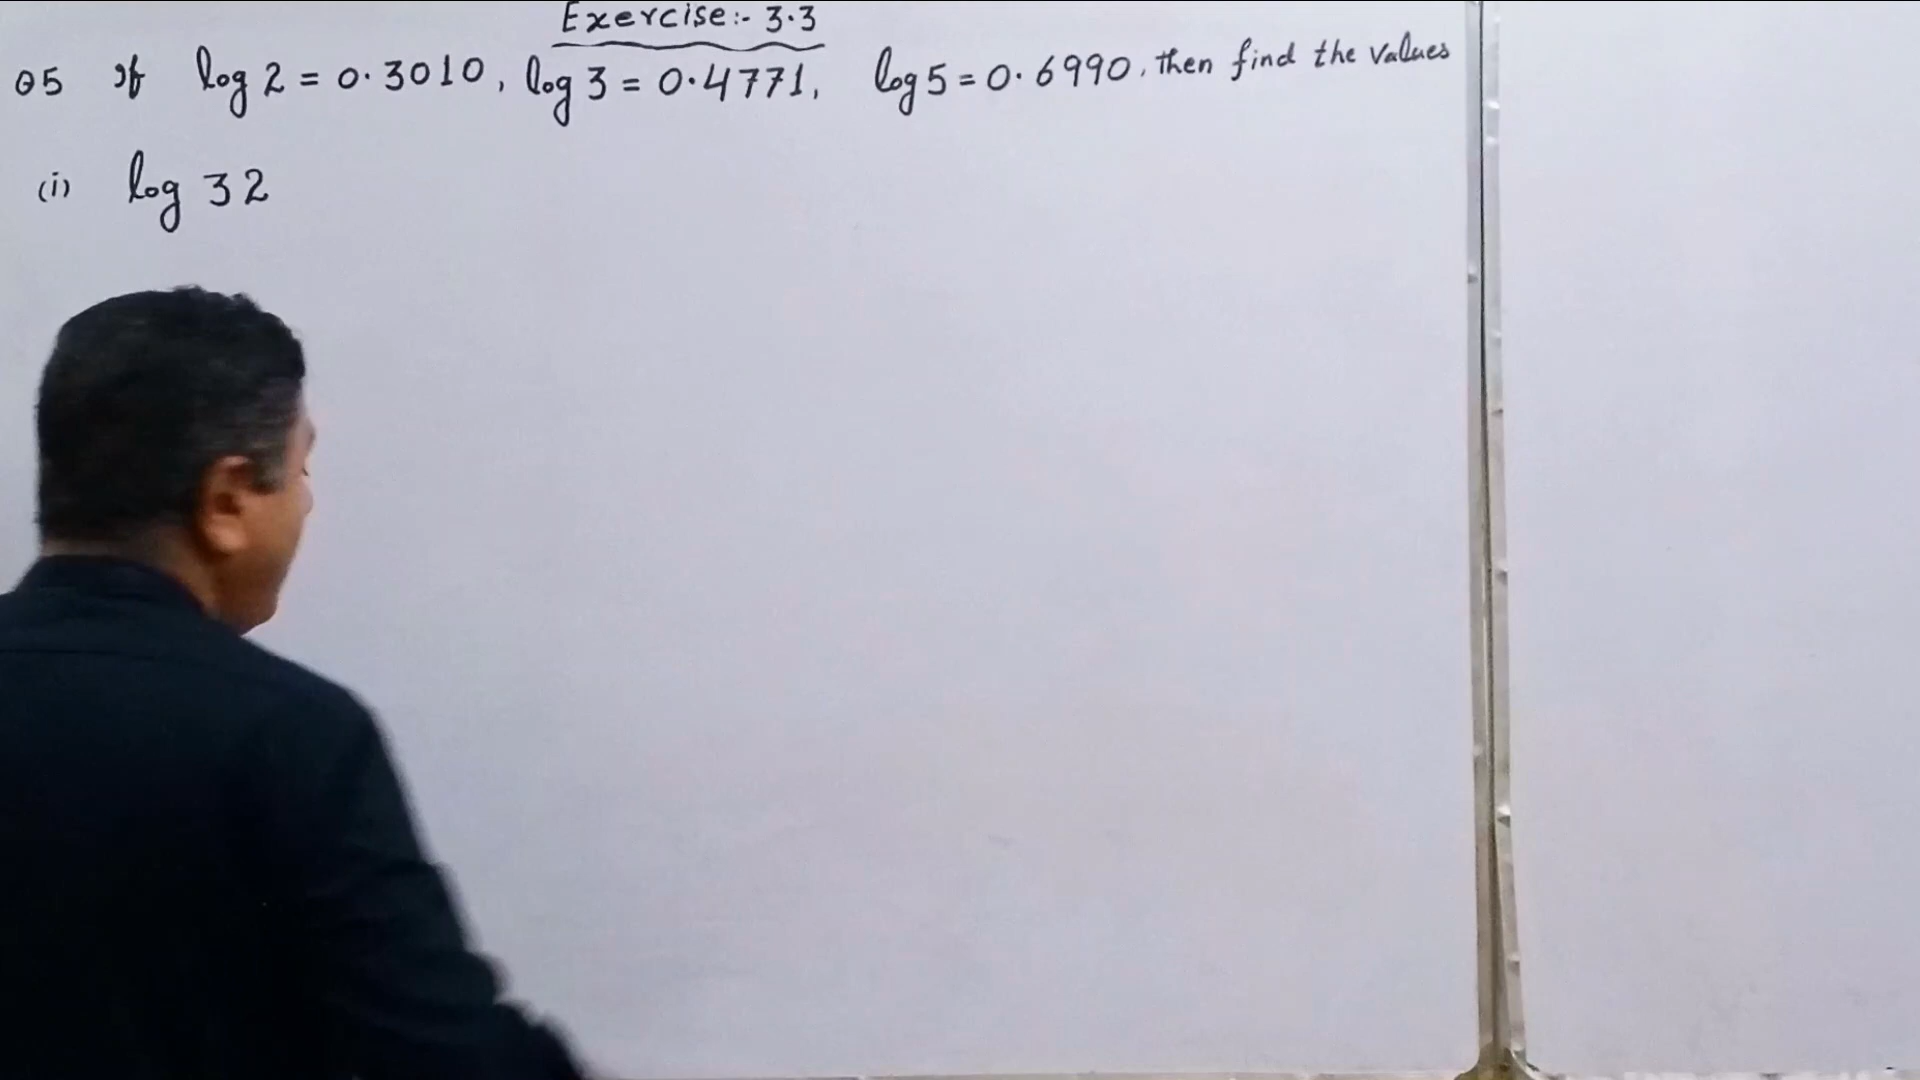 Exercise:- 3.3
Q5 If log 2 = 0.3010, log 3 = 0.4771, log 5 = 0.6990, then find the values
(i) log 32